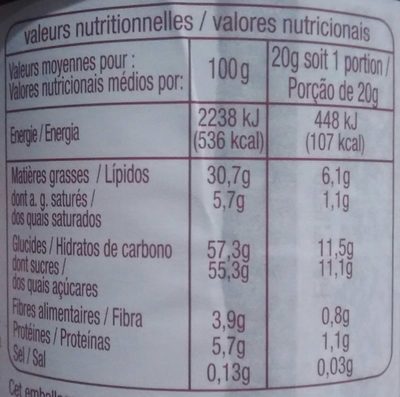 valeurs nutritionnelles / valores nutricionais
Valeurs moyennes pour :
Valores nutricionais médios por:
100g
20g soit 1 portion /
Porção de 20g
Energie / Energia
2238 kJ
(536 kcal)
448 kJ
(107 kcal)
Matières grasses / Lípidos 30,7g 6,1g
dont a. g. saturés / 5,7g 1,1g
dos quais saturados
Glucides / Hidratos de carbono 57,3g 11,5g
dont sucres / 55,3g 11,1g
dos quais açúcares
Fibres alimentaires / Fibra 3,9g 0,8g
Protéines / Proteínas 5,7g 1,1g
Sel / Sal 0,13g 0,03g
Cet